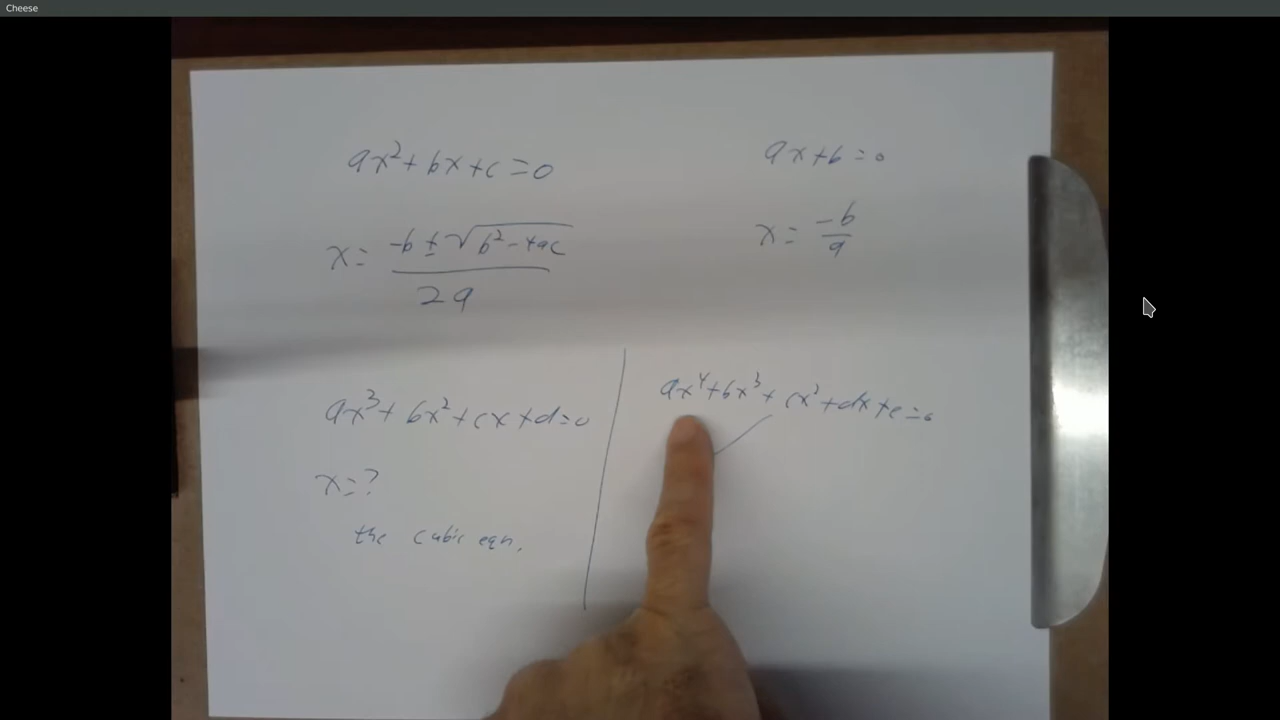 Cheese
ax²+bx+c=0
x= -b ± √b²-4ac
2a
ax+b=0
x= -b
a
ax³+bx²+cx+d=0
x=?
the cubic eqn.
ax⁴+bx³+cx²+dx+e=0